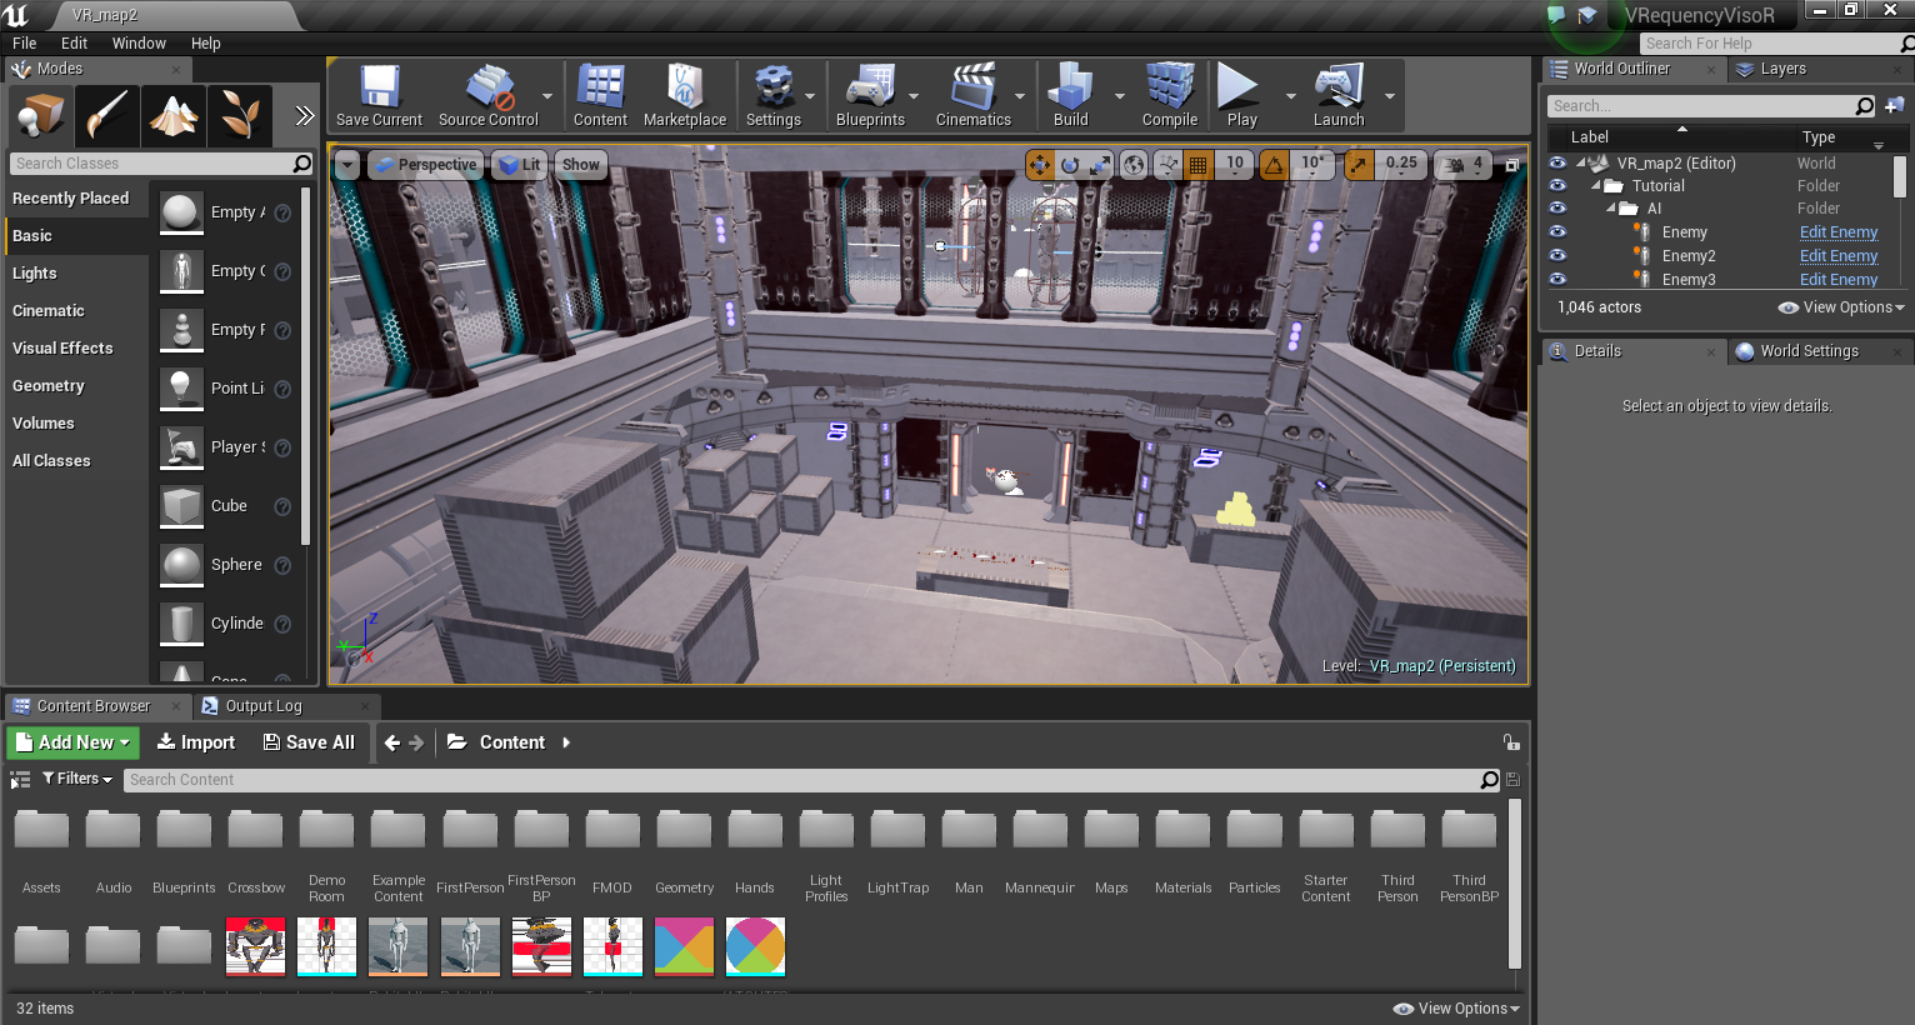 VR_map2
VRequencyVisoR
File Edit Window Help
Search For Help
Modes
World Outliner
Layers
Save Current
Source Control
Content
Marketplace
Settings
Blueprints
Cinematics
Build
Compile
Play
Launch
Search...
Label
Type
Search Classes
Perspective
Lit
Show
10
10°
0.25
4
VR_map2 (Editor) World
Tutorial Folder
AI Folder
Enemy Edit Enemy
Enemy2 Edit Enemy
Enemy3 Edit Enemy
1,046 actors
View Options
Recently Placed
Basic
Lights
Cinematic
Visual Effects
Geometry
Volumes
All Classes
Empty
Empty
Empty
Point Li
Player
Cube
Sphere
Cylinde
Details
World Settings
Select an object to view details.
Z
Y
X
Level: VR_map2 (Persistent)
Content Browser
Output Log
Add New
Import
Save All
Content
Filters
Search Content
Assets
Audio
Blueprints
Crossbow
Demo
Room
Example
Content
FirstPerson
FirstPerson
BP
FMOD
Geometry
Hands
Light
Profiles
LightTrap
Man
Mannequin
Maps
Materials
Particles
Starter
Content
Third
Person
Third
PersonBP
32 items
View Options